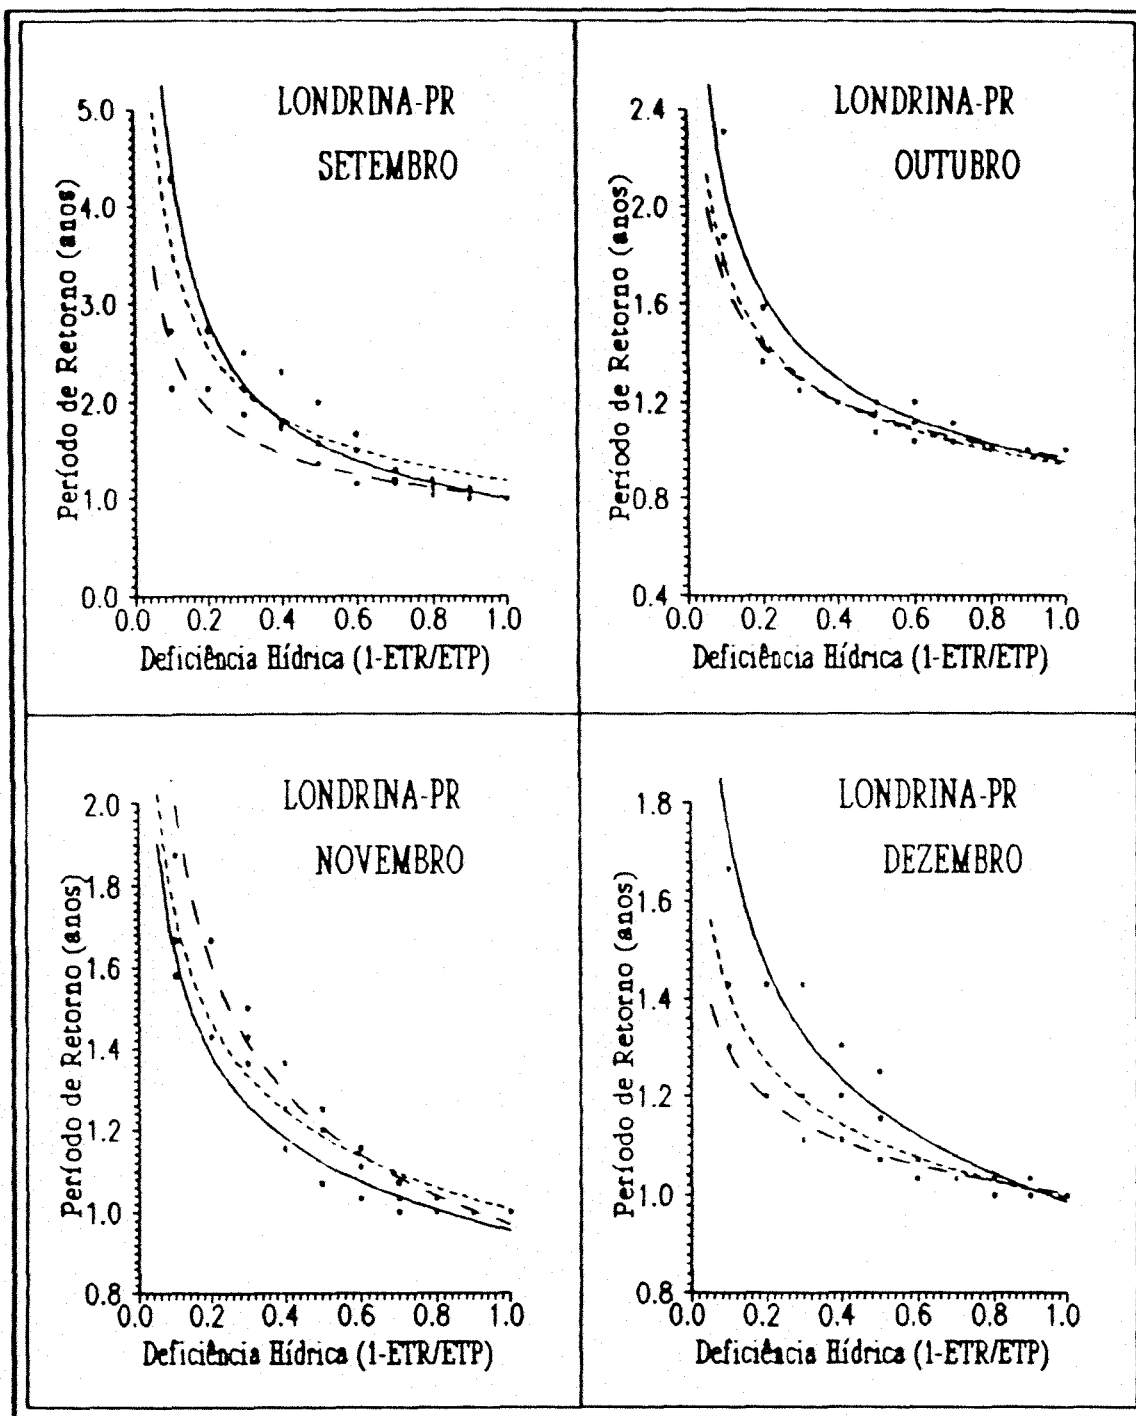 LONDRINA-PR
SETEMBRO
Período de Retorno (anos)
5.0
4.0
3.0
2.0
1.0
0.0
0.0 0.2 0.4 0.6 0.8 1.0
Deficiência Hídrica (1-ETR/ETP)
LONDRINA-PR
OUTUBRO
Período de Retorno (anos)
2.4
2.0
1.6
1.2
0.8
0.4
0.0 0.2 0.4 0.6 0.8 1.0
Deficiência Hídrica (1-ETR/ETP)
LONDRINA-PR
NOVEMBRO
Período de Retorno (anos)
2.0
1.8
1.6
1.4
1.2
1.0
0.8
0.0 0.2 0.4 0.6 0.8 1.0
Deficiência Hídrica (1-ETR/ETP)
LONDRINA-PR
DEZEMBRO
Período de Retorno (anos)
1.8
1.6
1.4
1.2
1.0
0.8
0.0 0.2 0.4 0.6 0.8 1.0
Deficiência Hídrica (1-ETR/ETP)